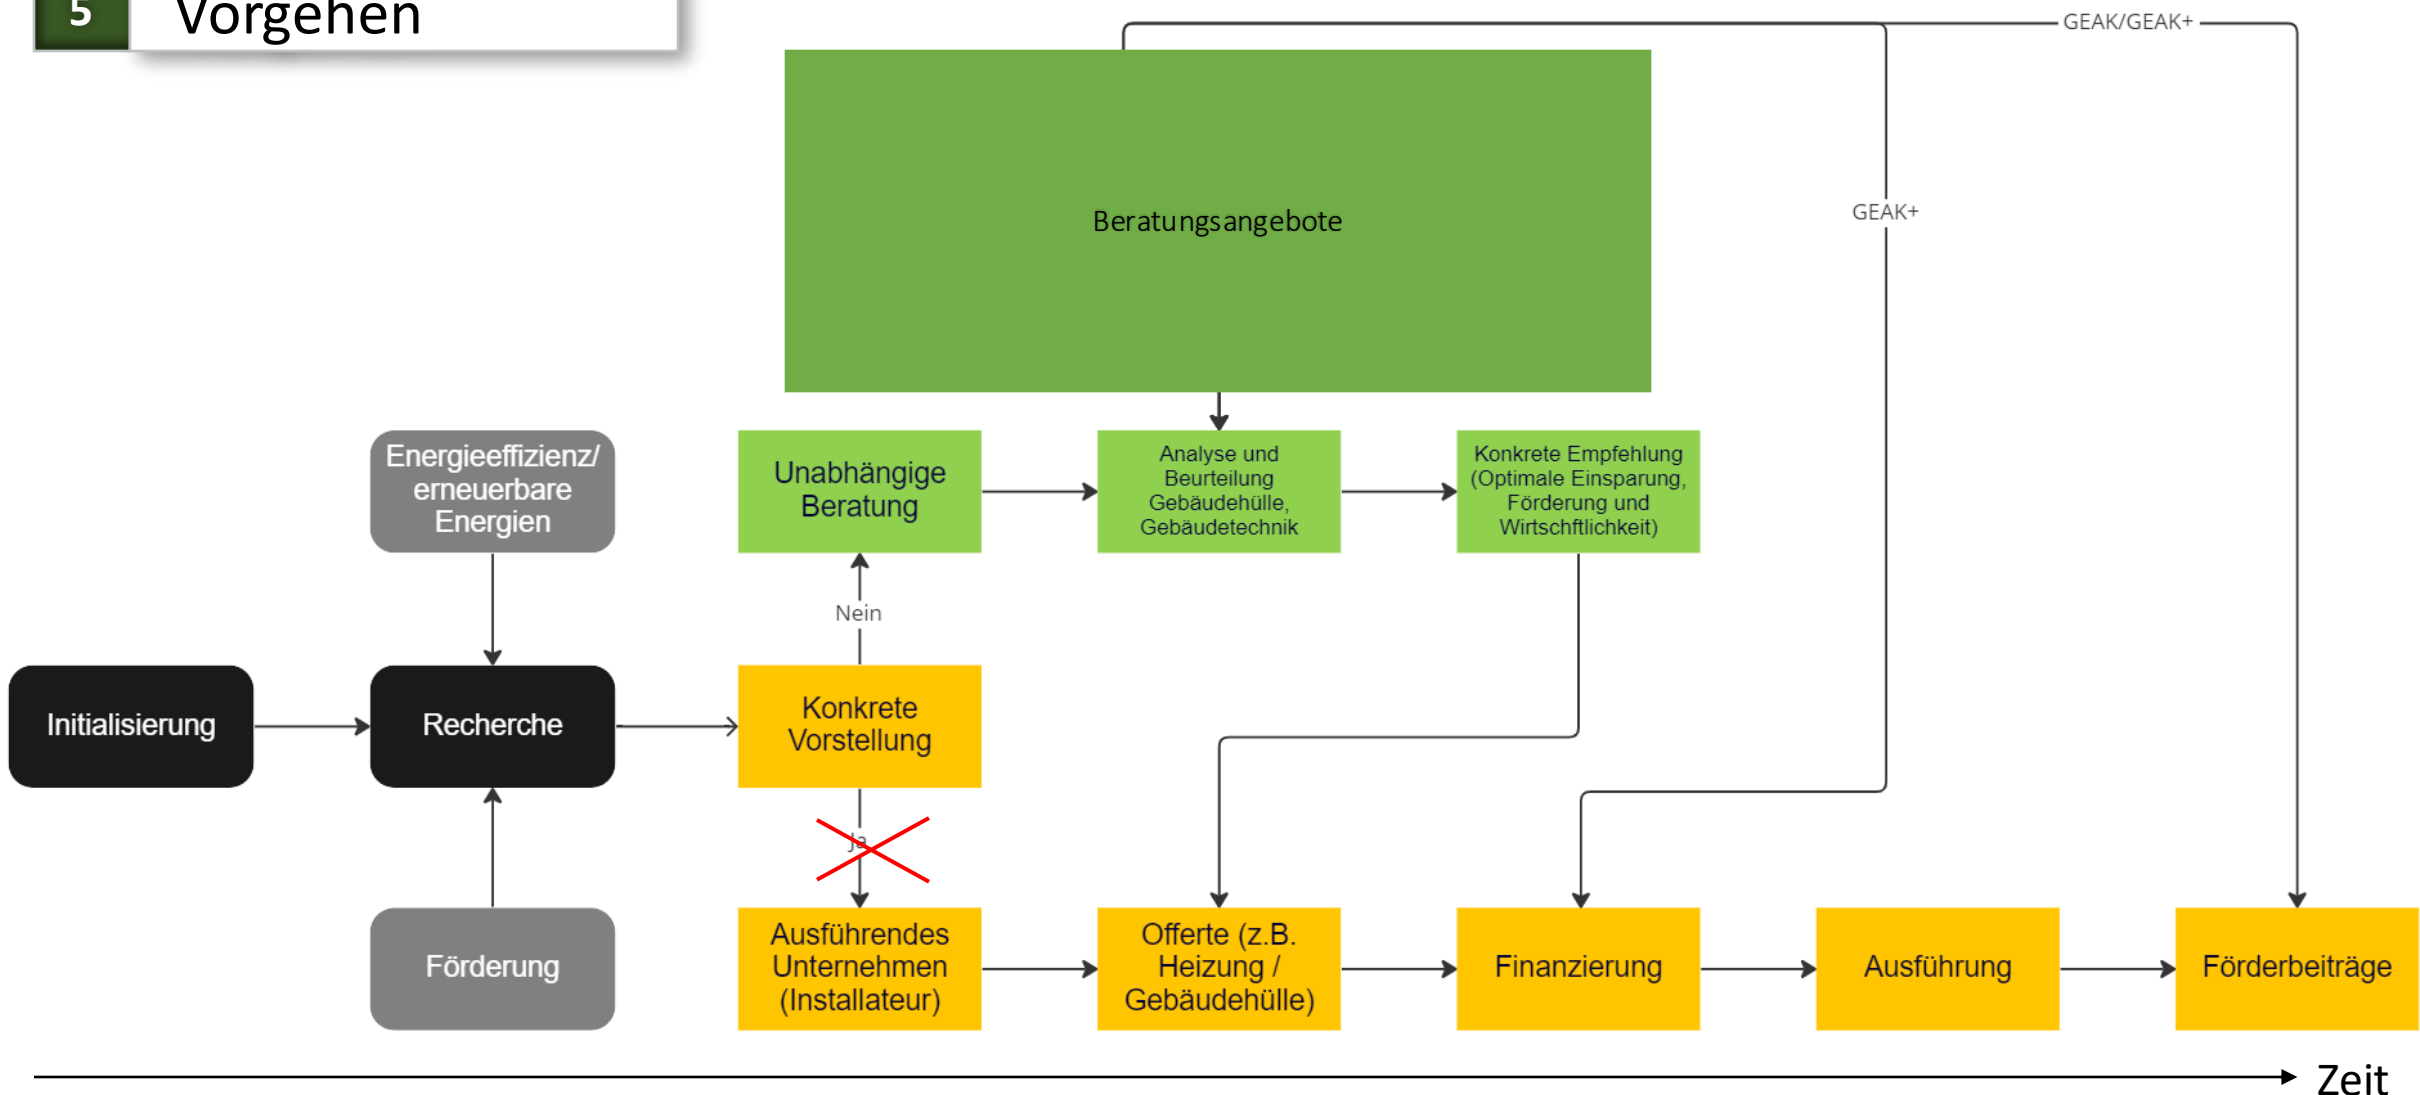 5
Vorgehen
GEAK/GEAK+
Beratungsangebote
GEAK+
Energieeffizienz/
erneuerbare
Energien
Unabhängige
Beratung
Analyse und
Beurteilung
Gebäudehülle,
Gebäudetechnik
Konkrete Empfehlung
(Optimale Einsparung,
Förderung und
Wirtschftlichkeit)
Nein
Initialisierung
Recherche
Konkrete
Vorstellung
Ja
Förderung
Ausführendes
Unternehmen
(Installateur)
Offerte (z.B.
Heizung /
Gebäudehülle)
Finanzierung
Ausführung
Förderbeiträge
Zeit